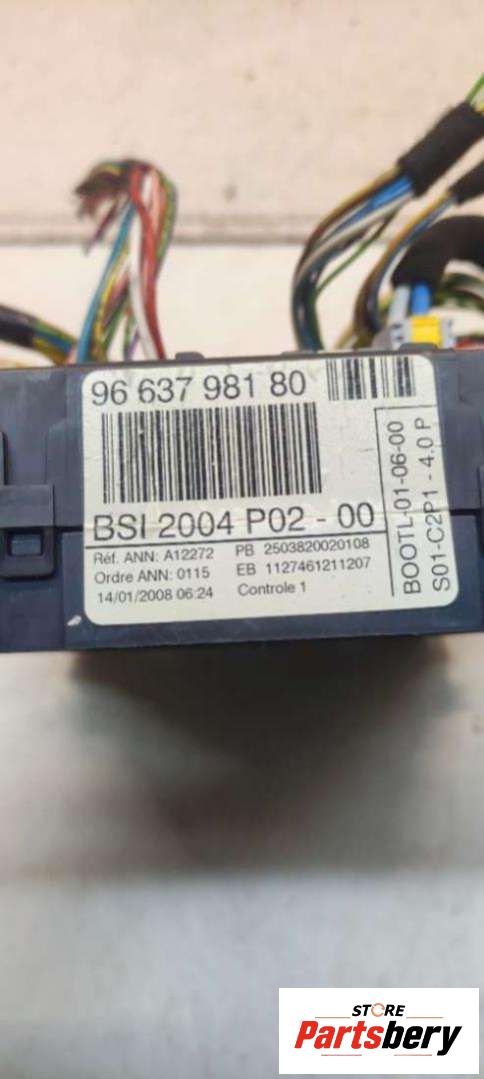 96 637 981 80
BSI 2004 P02 - 00
Réf. ANN: A12272 PB 2503820020108
Ordre ANN: 0115 EB 1127461211207
14/01/2008 06:24 Controle 1
BOOTL-01-06-00
S01-C2P1 - 4.0 P
STORE
Partsbery